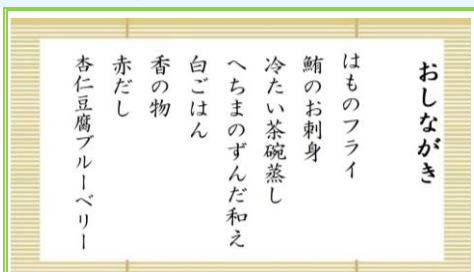 おしながき
はものフライ
鮪のお刺身
冷たい茶碗蒸し
へちまのずんだ和え
白ごはん
香の物
赤だし
杏仁豆腐ブルーベリー